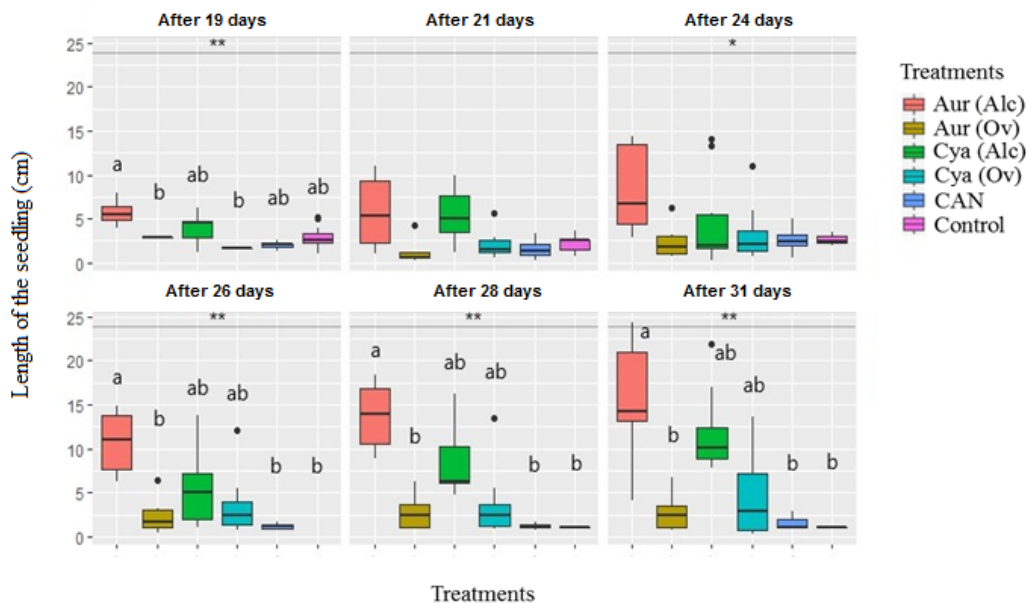 After 19 days After 21 days After 24 days
25 ** *
20
15
10
5
0
a b ab b ab ab
Treatments
Aur (Alc)
Aur (Ov)
Cya (Alc)
Cya (Ov)
CAN
Control
Length of the seeding (cm)
After 26 days After 28 days After 31 days
25 ** ** **
20
15
10
5
0
a b ab ab b b
a b ab ab b b
a b ab ab b b
Treatments